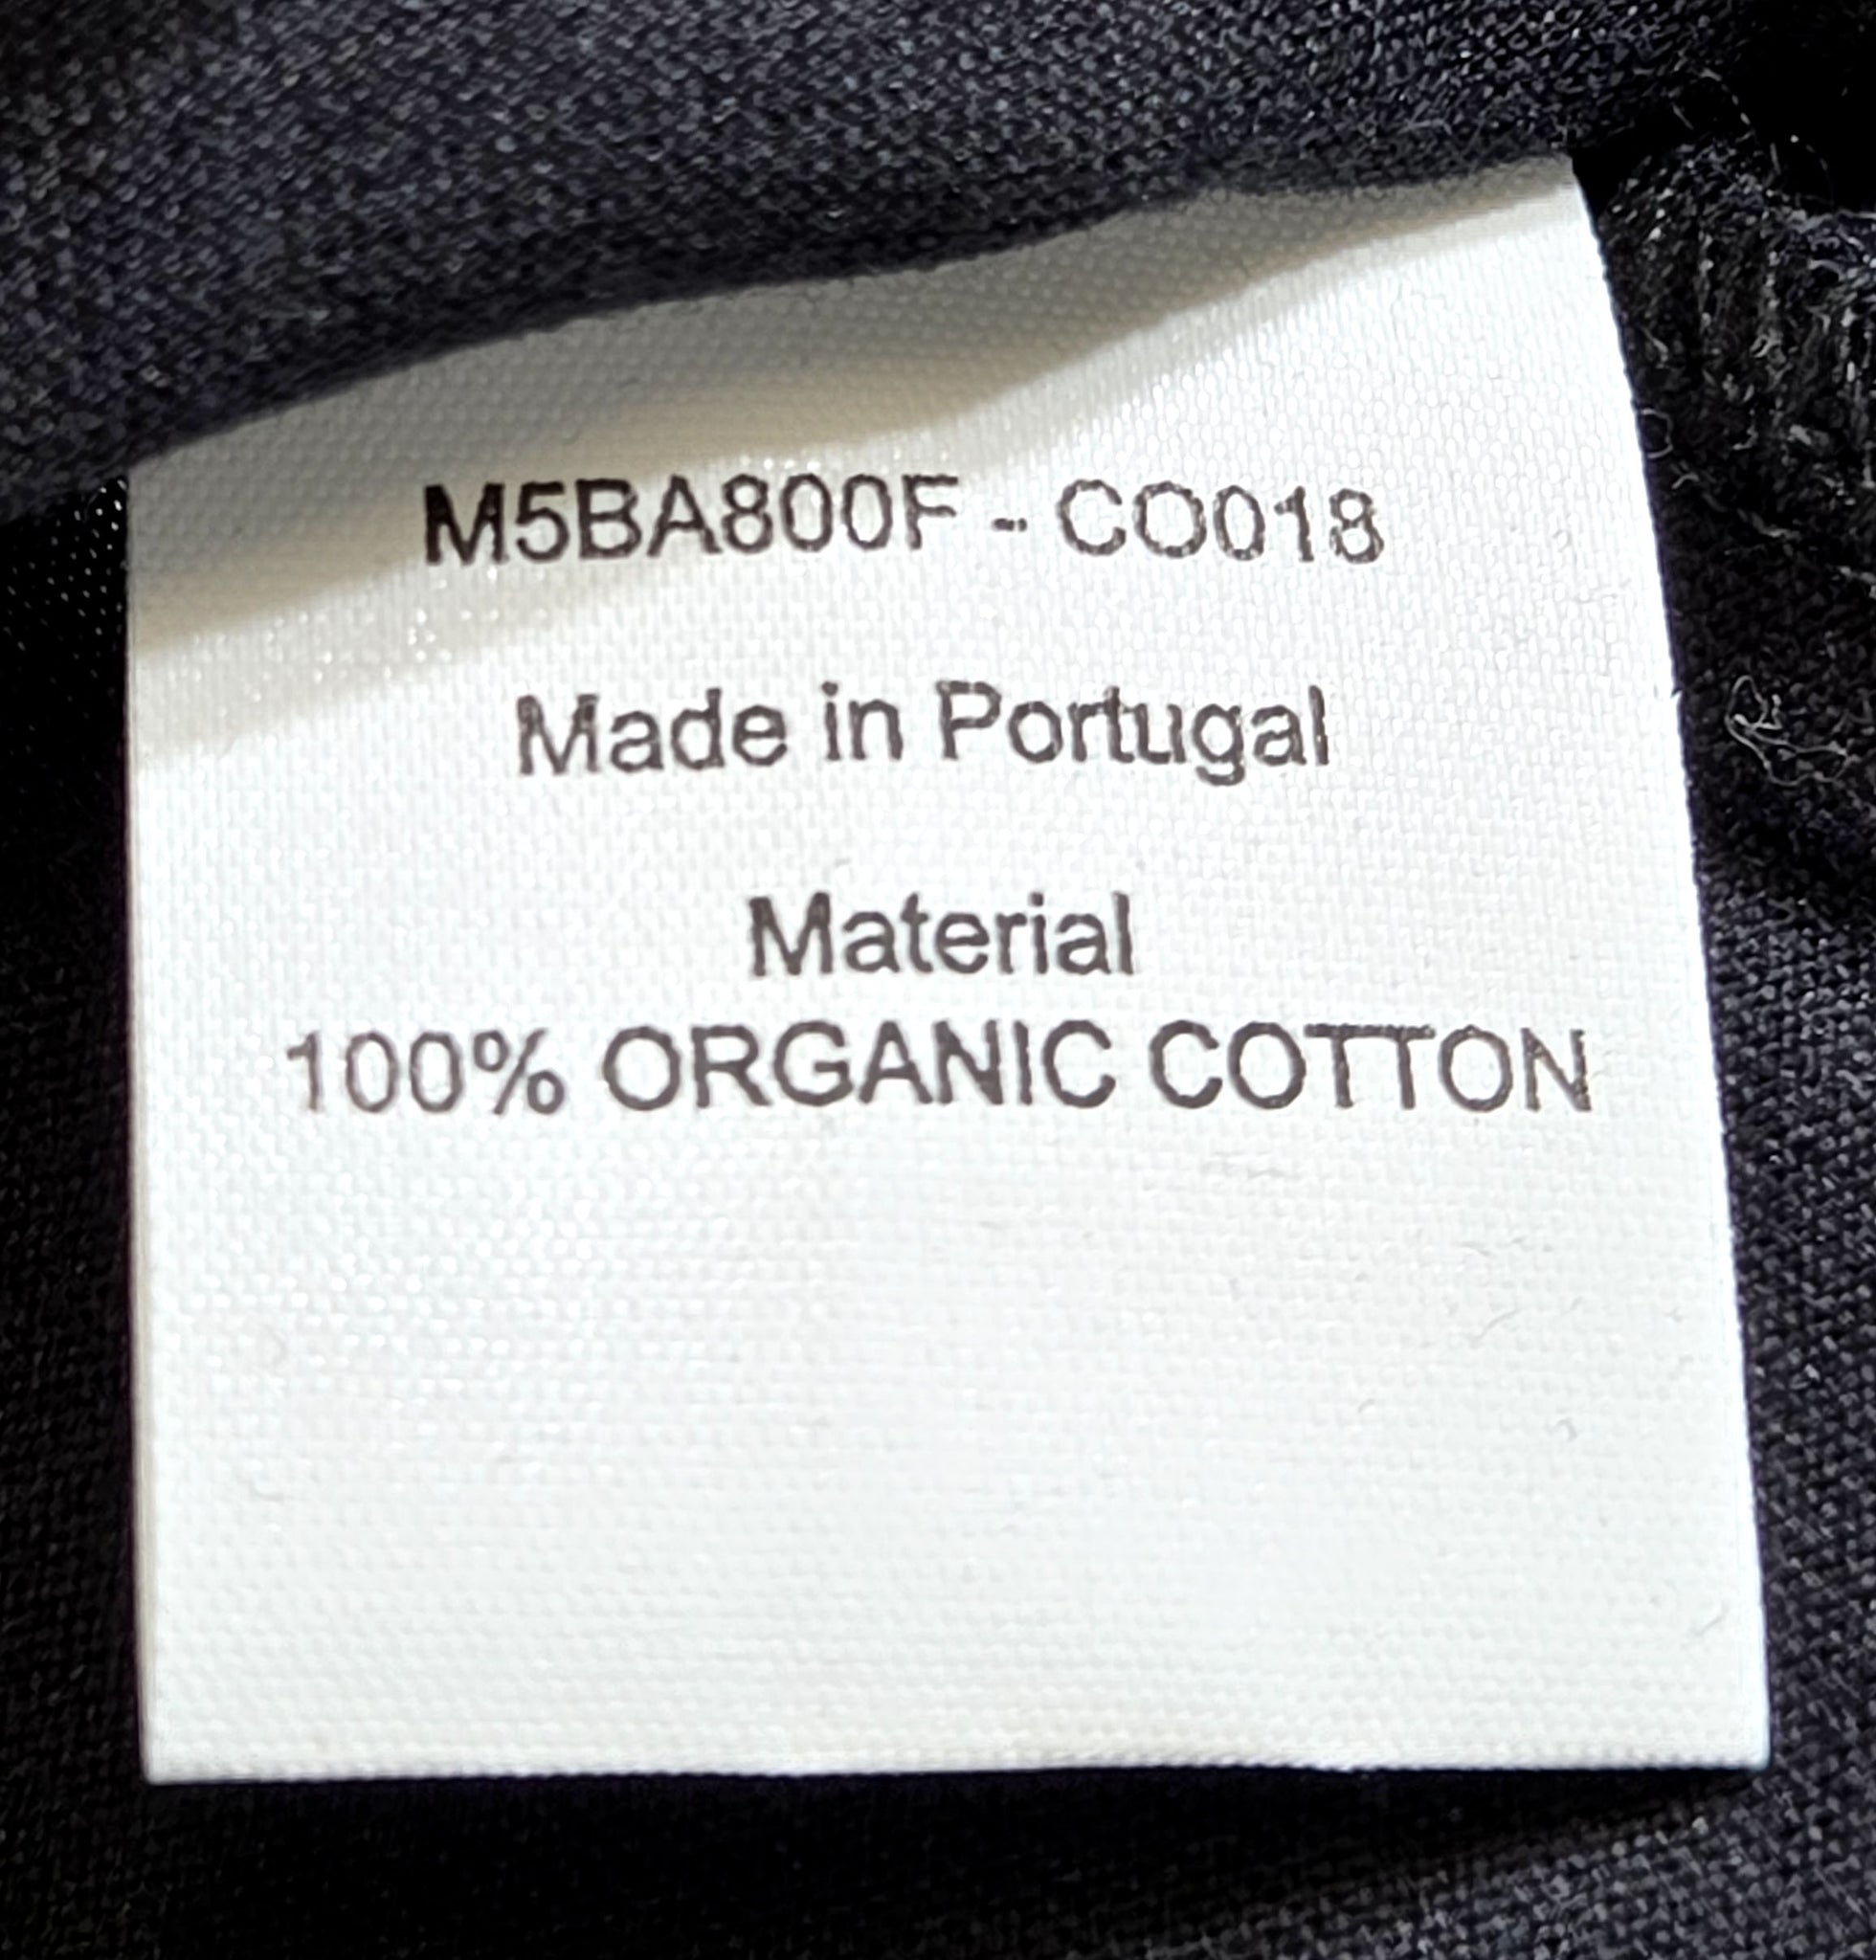 M5BA800F - CO018
Made in Portugal
Material
100% ORGANIC COTTON